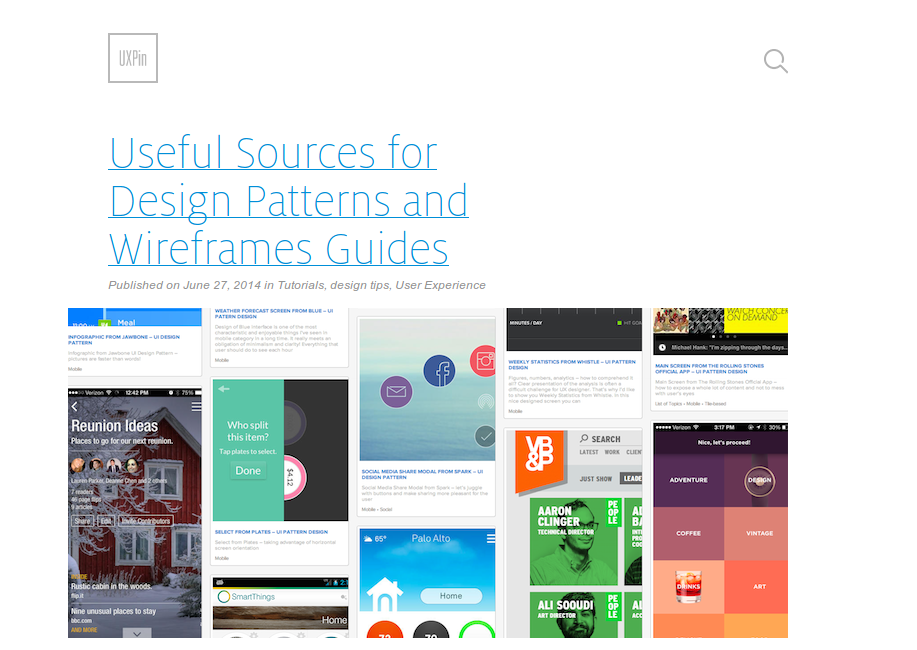 UXPin
Useful Sources for
Design Patterns and
Wireframes Guides
Published on June 27, 2014 in Tutorials, design tips, User Experience
Meal
INFOGRAPHIC FROM JAWBONE – UI DESIGN
PATTERN
Infographic from Jawbone UI Design Pattern –
pictures are faster than words!
Mobile
Verizon 12:42 PM 75%
Reunion Ideas
Places to go for our next reunion.
Lauren Parker, Deanne Chen and 2 others
7 readers
46 page flips
9 articles
Share Edit Invite Contributors
Rustic cabin in the woods.
flip.it
Nine unusual places to stay
bbc.com
AND MORE
WEATHER FORECAST SCREEN FROM BLUE – UI
PATERN DESIGN
Design of Blue Interface is one of the most
characteristic and enjoyable things I've seen in
mobile category in a long time. It really meets an
obligation of minimalism and clarity! Everything that
user should do to see each hour
Mobile
Who split
this item?
Tap plates to select.
Done
$4.12
SELECT FROM PLATES – UI PATTERN DESIGN
Select from Plates – taking advantage of horizontal
screen orientation
Mobile
SmartThings
Home
SOCIAL MEDIA SHARE MODAL FROM SPARK – UI
DESIGN PATTERN
Social Media Share Modal from Spark – let's juggle
with buttons and make sharing more pleasant for the
user
Mobile • Social
65° Palo Alto
Home
MINUTES / DAY
WEEKLY STATISTICS FROM WHISTLE – UI PATTERN
DESIGN
Figures, numbers, analytics – how to comprehend it
all? Clear presentation of the analysis is often a
difficult challenge for UX designer. That's why I'd like
to show you Weekly Statistics from Whistle. In this
nice designed screen you can
Mobile
VB
&P
SEARCH
LATEST WORK CLIEN
JUST SHOW LEADE
AARON
CLINGER
TECHNICAL DIRECTOR
PE
OP
LE
ALI SOOUDI
ART DIRECTOR
PE
OP
LE
WATCH CONCER
ON DEMAND
Michael Hank: "I'm zipping through the days...
MAIN SCREEN FROM THE ROLLING STONES
OFFICIAL APP – UI PATTERN DESIGN
Main Screen from The Rolling Stones Official App –
how to expose a whole lot of content and not to mess
with user's eyes
List of Topics • Mobile • Tile-based
Verizon 3:17 PM 30%
Nice, let's proceed!
ADVENTURE DESIGN
COFFEE VINTAGE
DRINKS ART